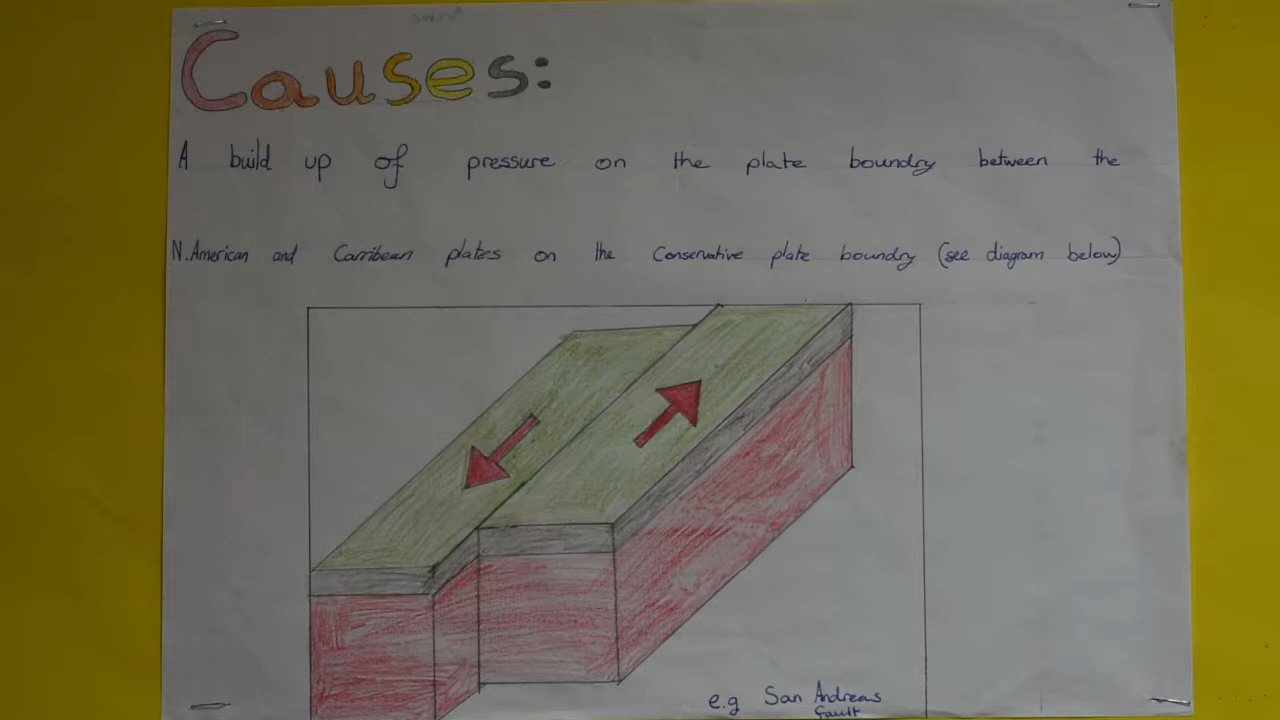 Causes:
A build up of pressure on the plate boundry between the
N.American and Carribean plates on the Conservative plate boundry (see diagram below)
e.g San Andreas
fault